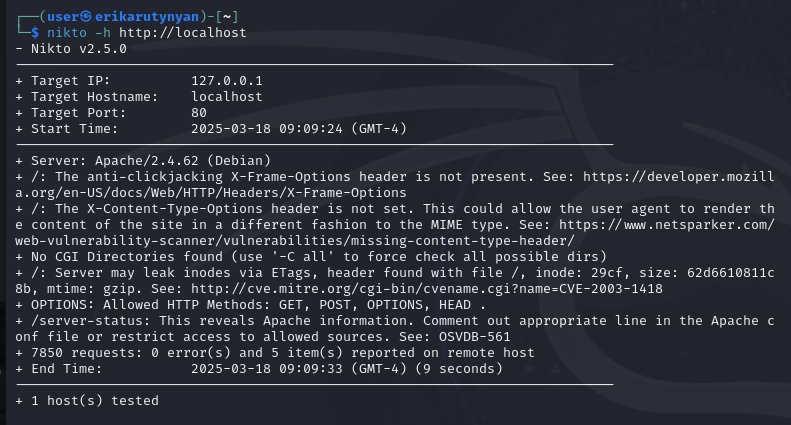 ┌──(user㉿erikarutynyan)-[~]
└─$ nikto -h http://localhost
- Nikto v2.5.0
---------------------------------------------------------------------------
+ Target IP:          127.0.0.1
+ Target Hostname:    localhost
+ Target Port:        80
+ Start Time:         2025-03-18 09:09:24 (GMT-4)
---------------------------------------------------------------------------
+ Server: Apache/2.4.62 (Debian)
+ /: The anti-clickjacking X-Frame-Options header is not present. See: https://developer.mozill
a.org/en-US/docs/Web/HTTP/Headers/X-Frame-Options
+ /: The X-Content-Type-Options header is not set. This could allow the user agent to render th
e content of the site in a different fashion to the MIME type. See: https://www.netsparker.com/
web-vulnerability-scanner/vulnerabilities/missing-content-type-header/
+ No CGI Directories found (use '-C all' to force check all possible dirs)
+ /: Server may leak inodes via ETags, header found with file /, inode: 29cf, size: 62d6610811c
8b, mtime: gzip. See: http://cve.mitre.org/cgi-bin/cvename.cgi?name=CVE-2003-1418
+ OPTIONS: Allowed HTTP Methods: GET, POST, OPTIONS, HEAD .
+ /server-status: This reveals Apache information. Comment out appropriate line in the Apache c
onf file or restrict access to allowed sources. See: OSVDB-561
+ 7850 requests: 0 error(s) and 5 item(s) reported on remote host
+ End Time:           2025-03-18 09:09:33 (GMT-4) (9 seconds)
---------------------------------------------------------------------------
+ 1 host(s) tested